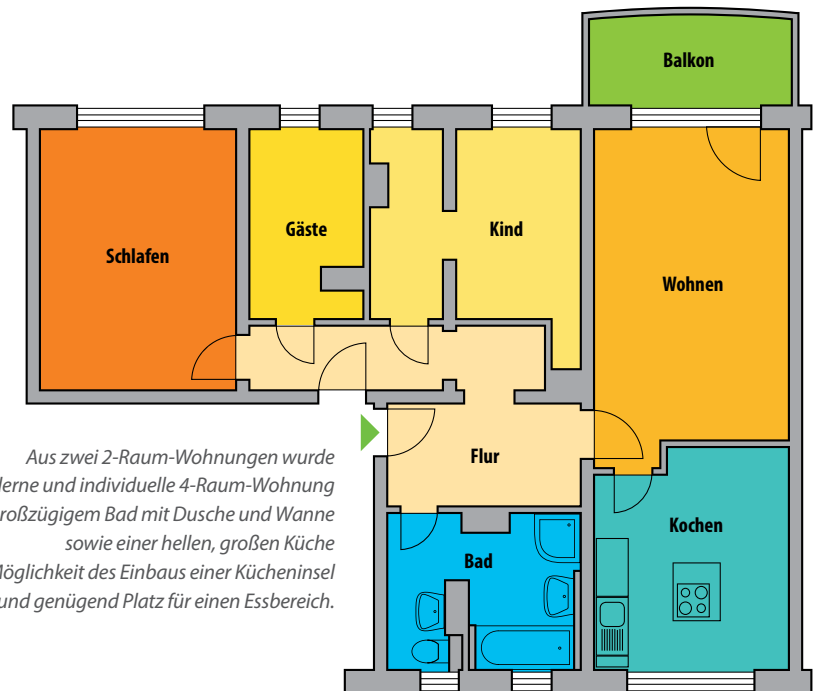 Balkon
Schlafen
Gäste
Kind
Wohnen
Flur
Kochen
Bad
Aus zwei 2-Raum-Wohnungen wurde
und individuelle 4-Raum-Wohnung
Bad mit Dusche und Wanne
sowie einer hellen, großen Küche
des Einbaus einer Kücheninsel
und genügend Platz für einen Essbereich.